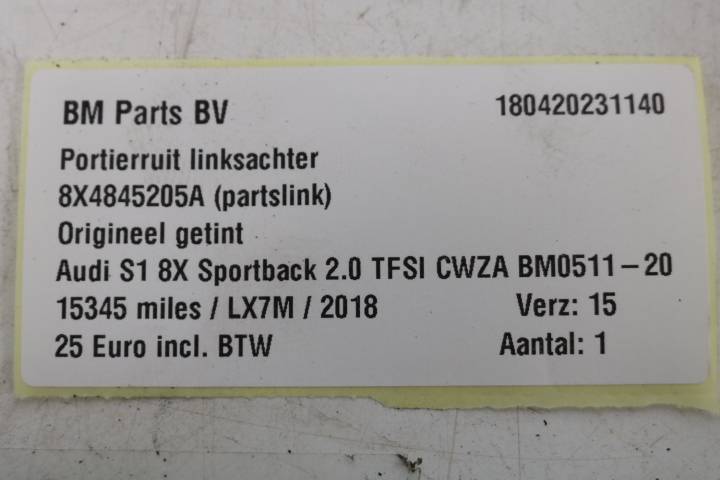 BM Parts BV 180420231140
Portierruit linksachter
8X4845205A (partslink)
Origineel getint
Audi S1 8X Sportback 2.0 TFSI CWZA BM0511-20
15345 miles / LX7M / 2018 Verz: 15
25 Euro incl. BTW Aantal: 1